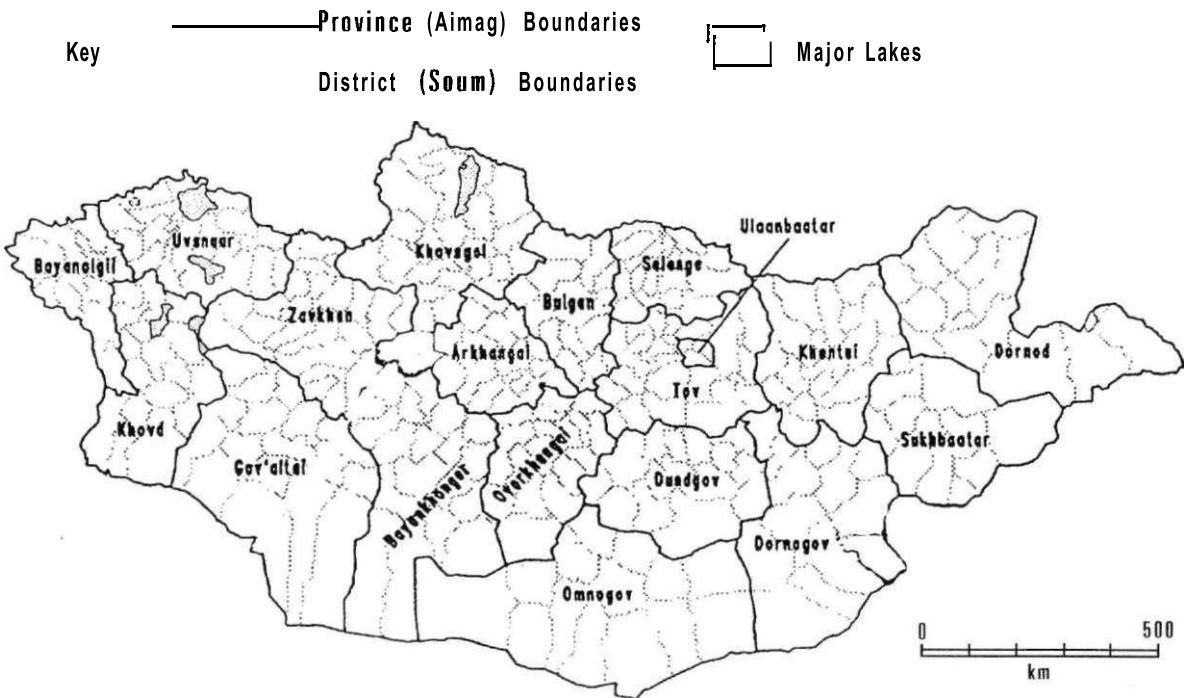 Province (Aimag) Boundaries
Key
Major Lakes
District (Soum) Boundaries
Ulaanbaatar
Uvsnuur
Khovsgol
Selenge
Bayanolgii
Bulgan
Zavkhan
Arkhangai
Khentei
Dornod
Tov
Khovd
Gov'altai
Bayankhongor
Ovorkhangai
Sukhbaatar
Dundgov
Dornogov
Omnogov
0 500
km